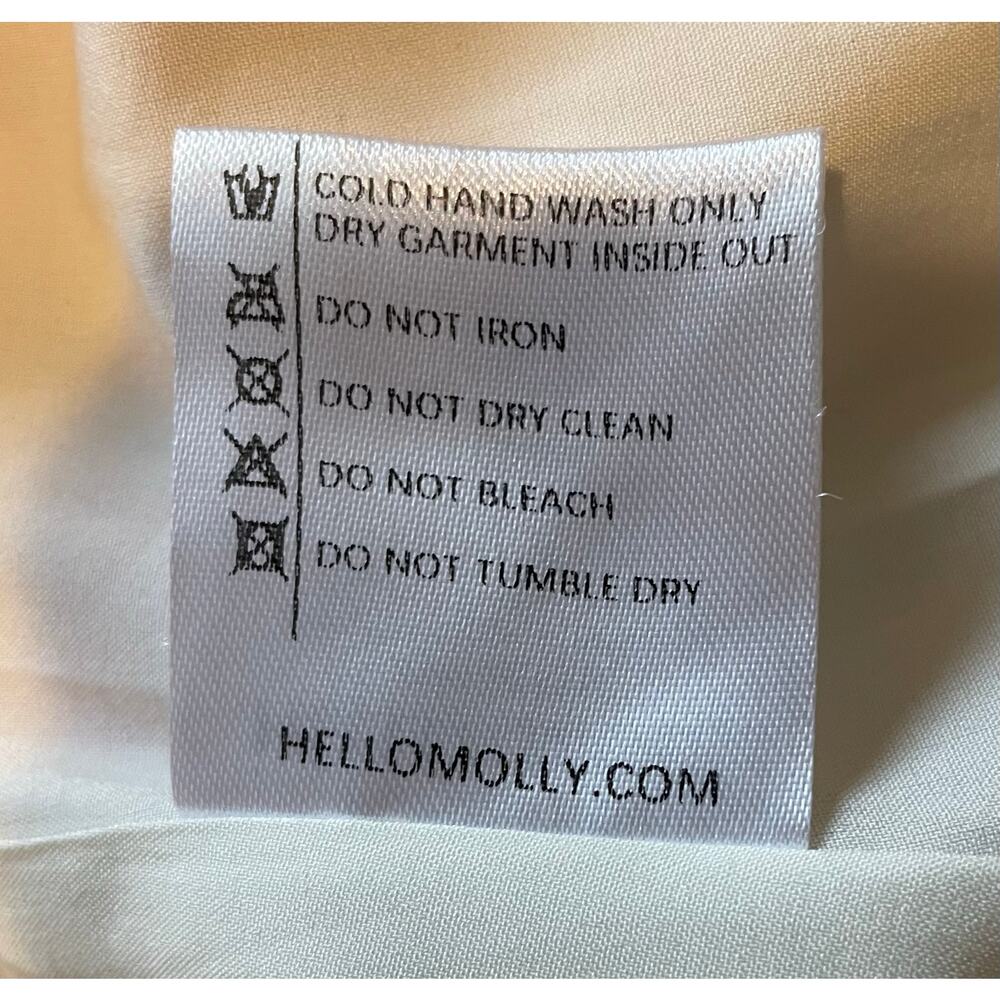 COLD HAND WASH ONLY
DRY GARMENT INSIDE OUT
DO NOT IRON
DO NOT DRY CLEAN
DO NOT BLEACH
DO NOT TUMBLE DRY
HELLOMOLLY.COM